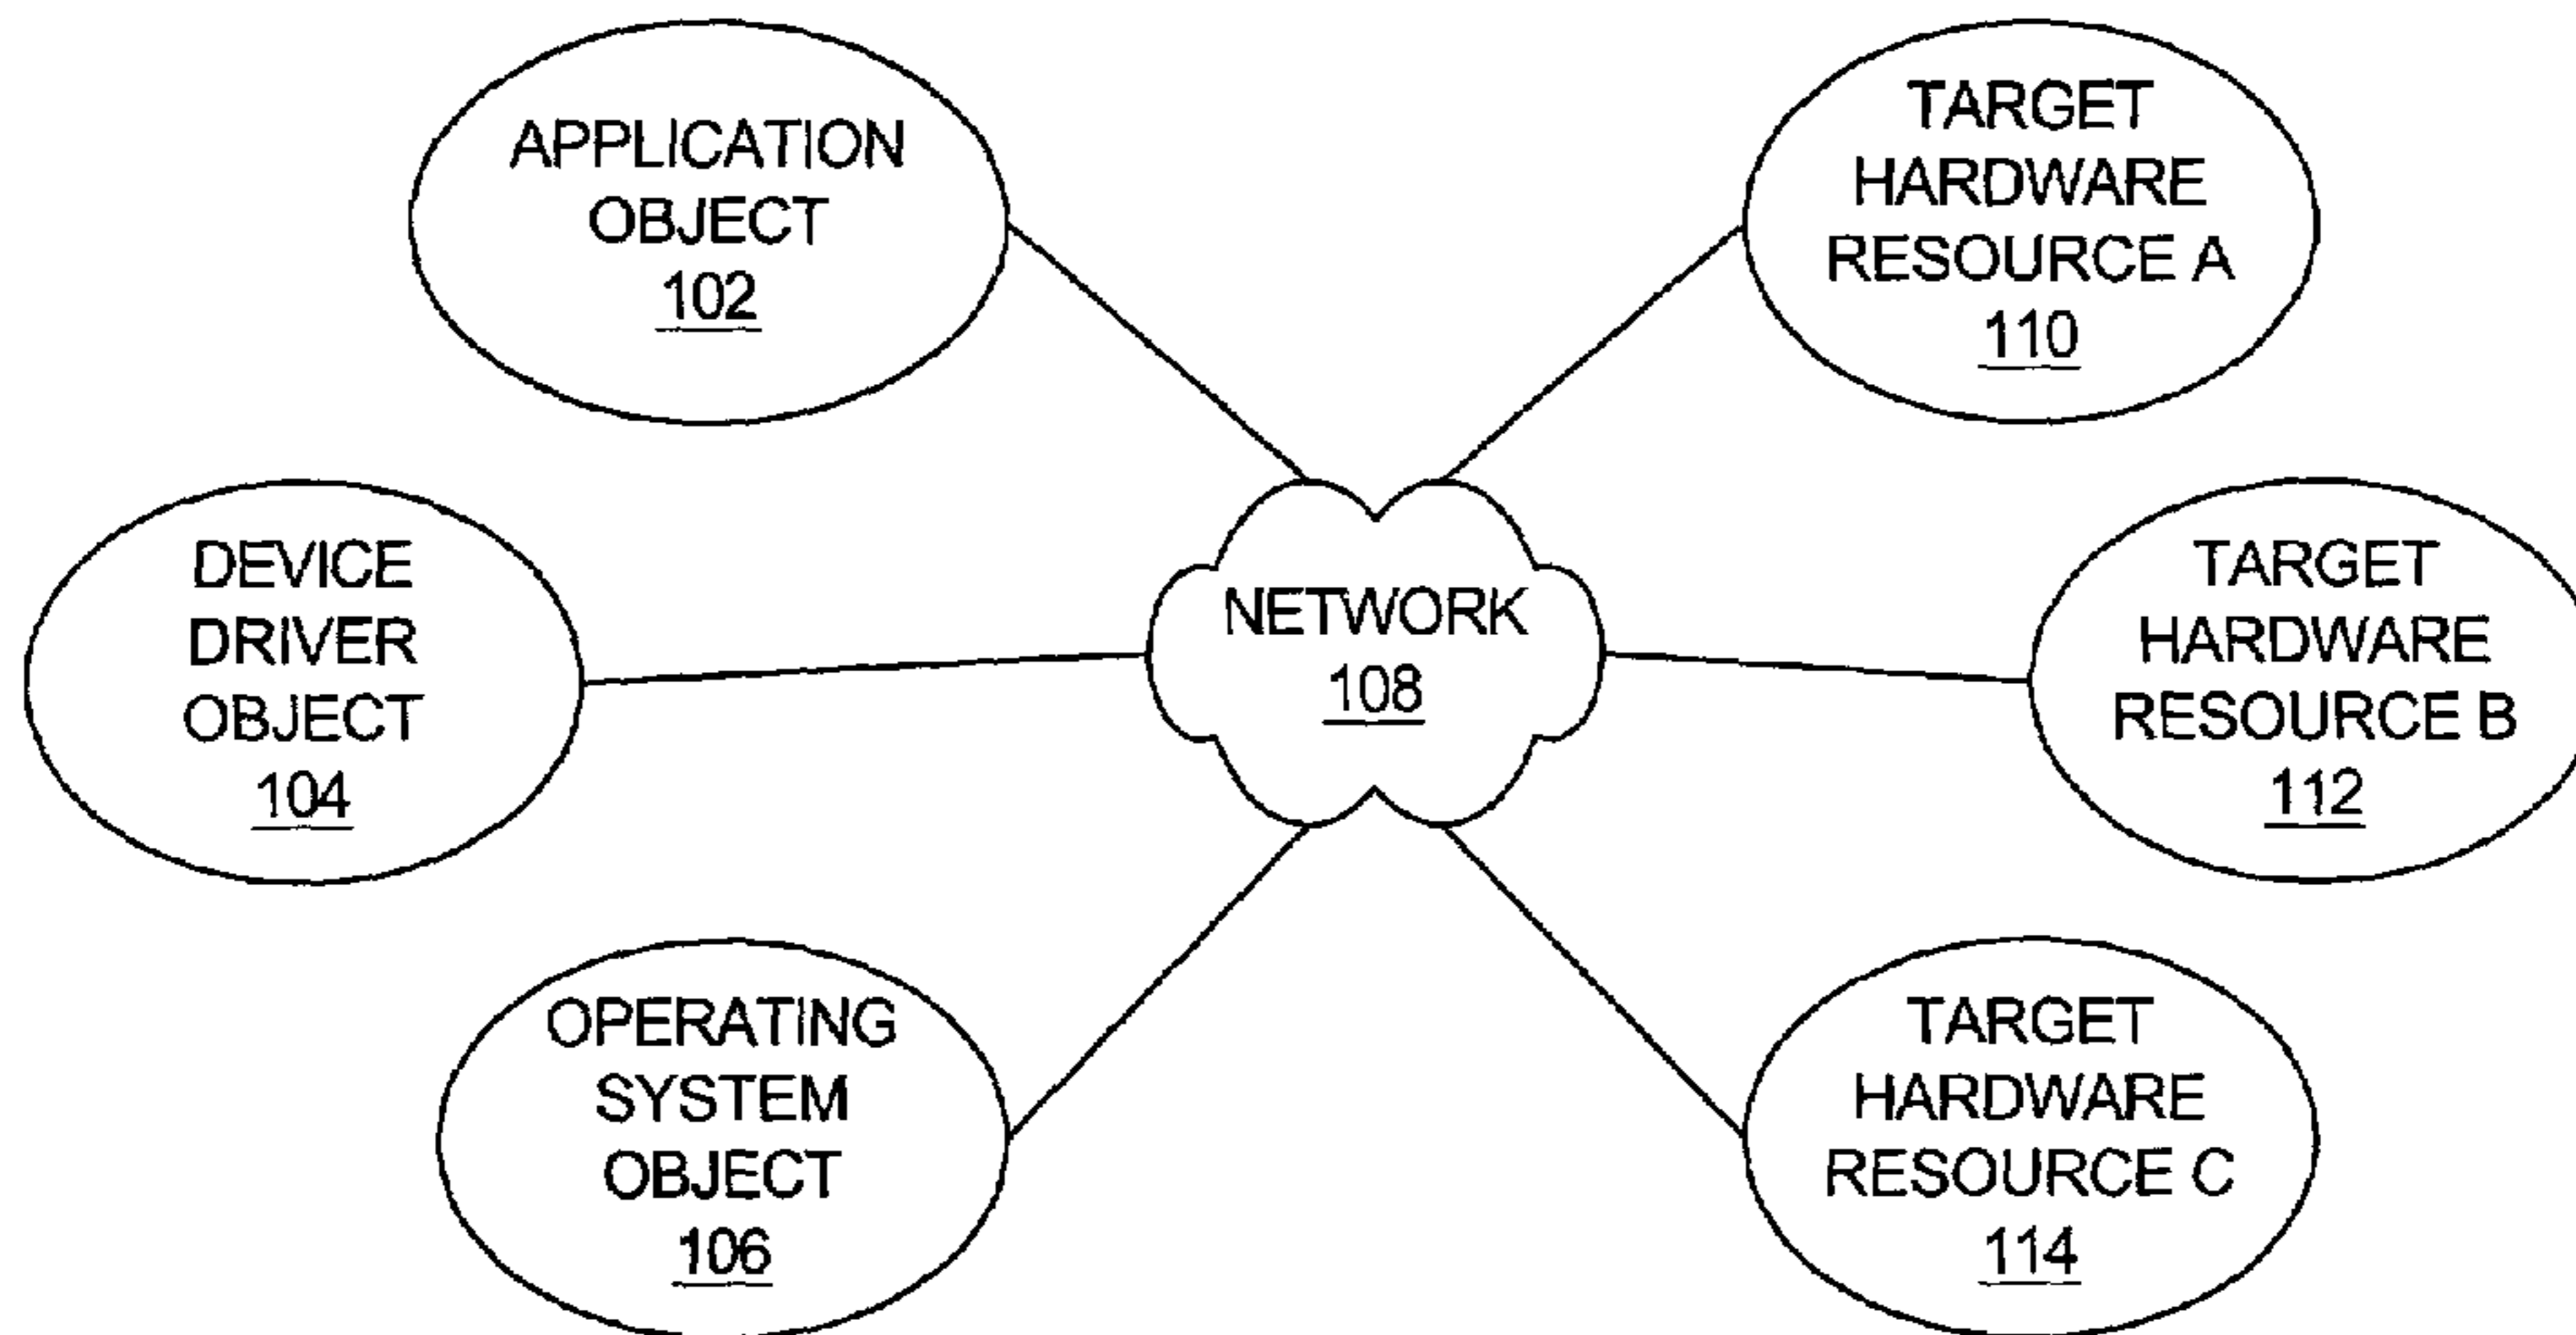 APPLICATION
OBJECT
102
TARGET
HARDWARE
RESOURCE A
110
DEVICE
DRIVER
OBJECT
104
NETWORK
108
TARGET
HARDWARE
RESOURCE B
112
OPERATING
SYSTEM
OBJECT
106
TARGET
HARDWARE
RESOURCE C
114